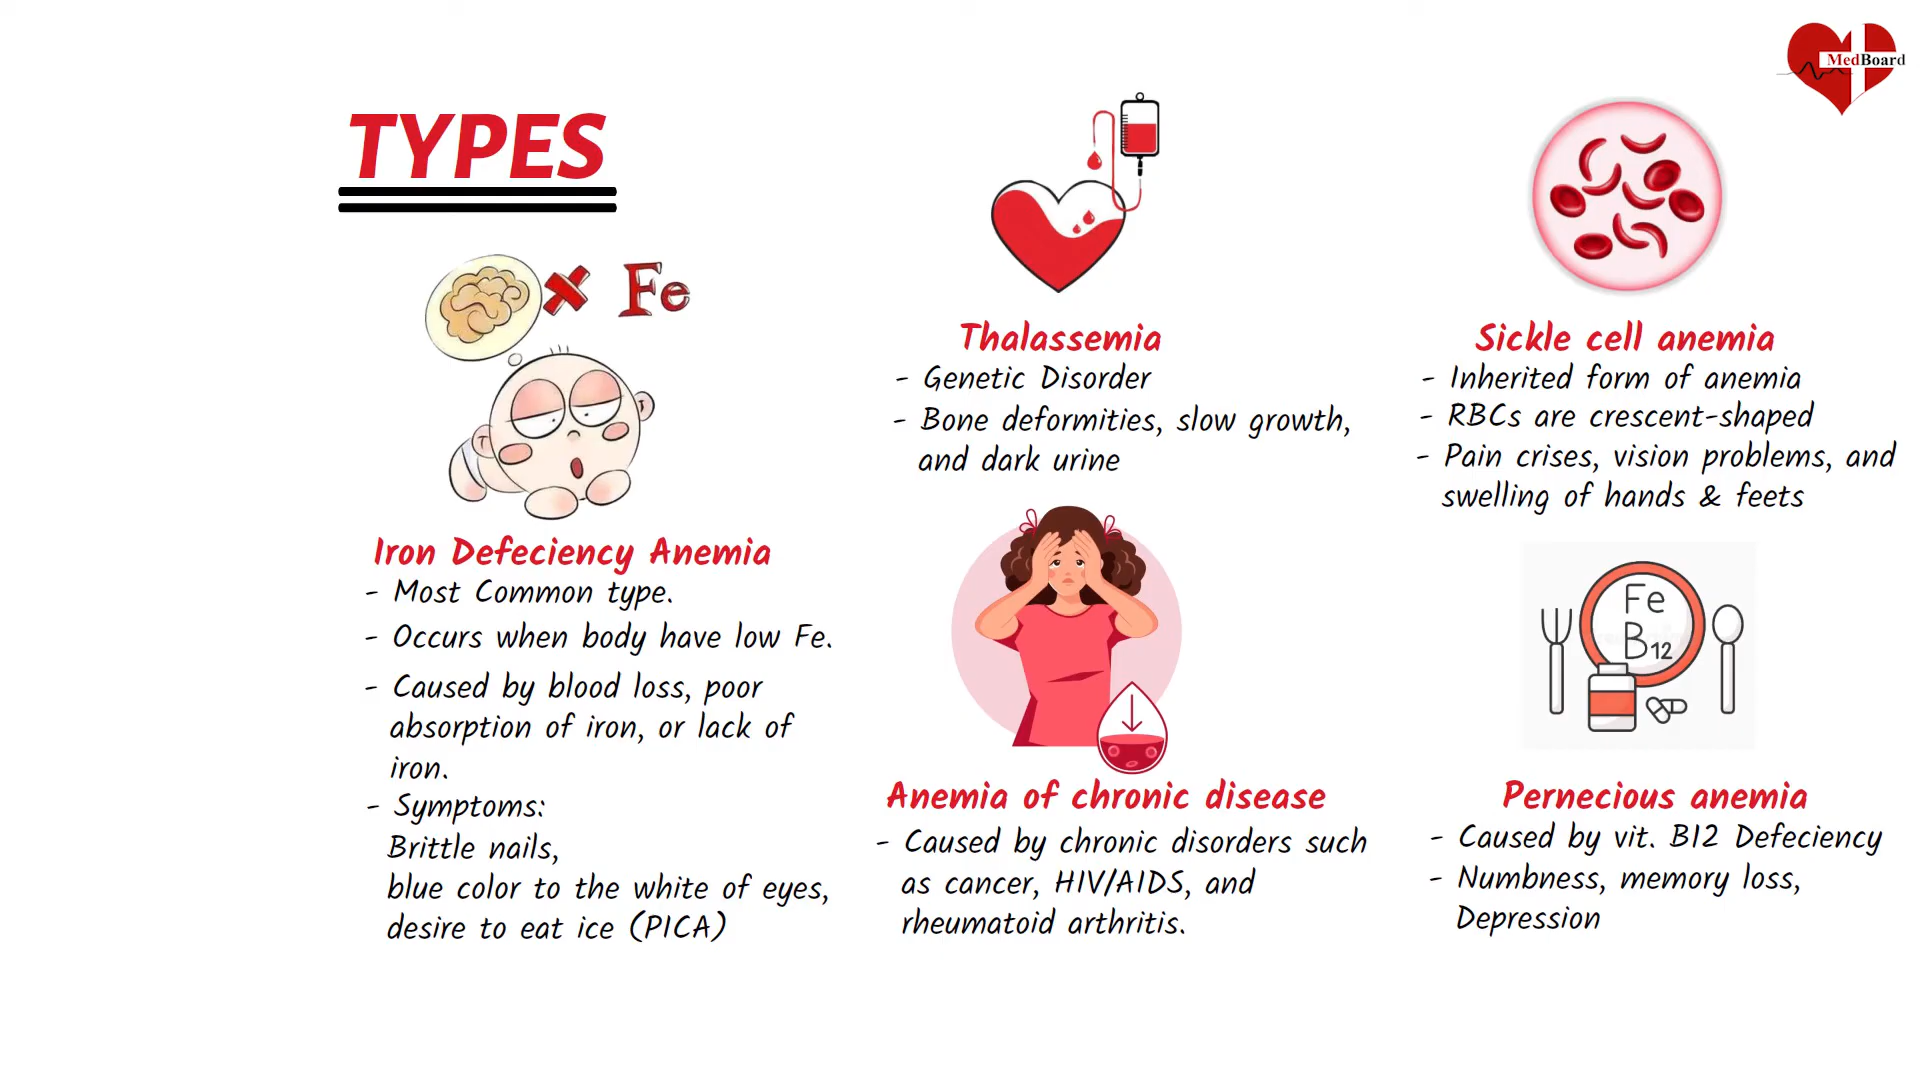 MedBoard
TYPES
Fe
Iron Defeciency Anemia
- Most Common type.
- Occurs when body have low Fe.
- Caused by blood loss, poor
absorption of iron, or lack of
iron.
- Symptoms:
Brittle nails,
blue color to the white of eyes,
desire to eat ice (PICA)
Thalassemia
- Genetic Disorder
- Bone deformities, slow growth,
and dark urine
Anemia of chronic disease
- Caused by chronic disorders such
as cancer, HIV/AIDS, and
rheumatoid arthritis.
Sickle cell anemia
- Inherited form of anemia
- RBCs are crescent-shaped
- Pain crises, vision problems, and
swelling of hands & feets
Fe
B12
Pernecious anemia
- Caused by vit. B12 Defeciency
- Numbness, memory loss,
Depression